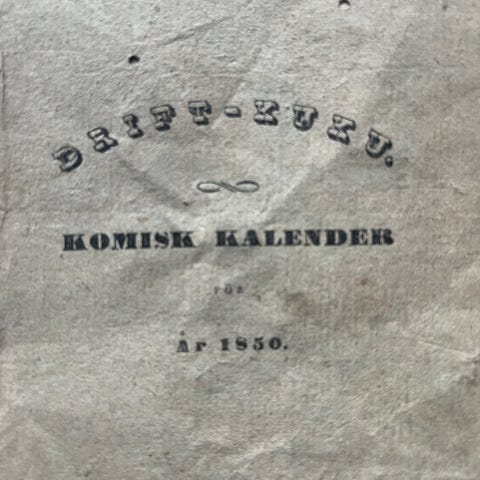 DRIFT-KUKU.
KOMISK KALENDER
FÖR
År 1850.